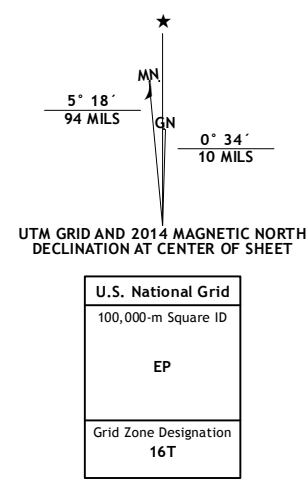 MN
5° 18´
94 MILS
GN
0° 34´
10 MILS
UTM GRID AND 2014 MAGNETIC NORTH
DECLINATION AT CENTER OF SHEET
U.S. National Grid
100,000-m Square ID
EP
Grid Zone Designation
16T